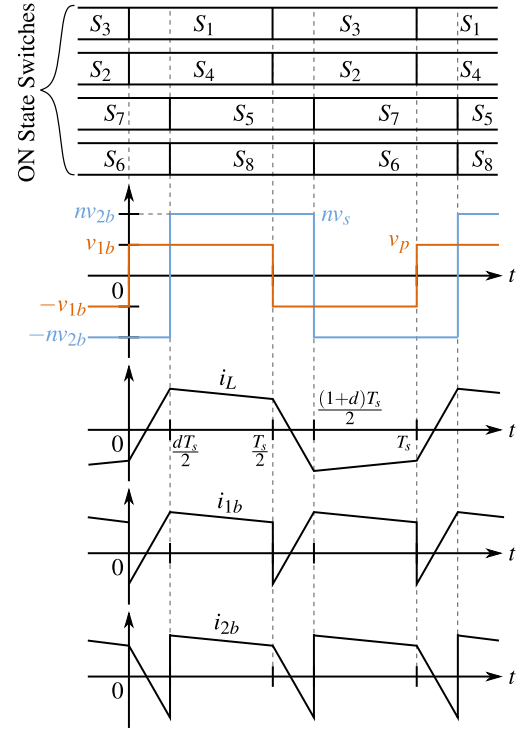 ON State Switches
S₃ S₁ S₃ S₁
S₂ S₄ S₂ S₄
S₇ S₅ S₇ S₅
S₆ S₈ S₆ S₈
nv₂b nvₛ
v₁b vₚ
0 t
−v₁b
−nv₂b
i_L
(1+d)Tₛ/2
0 dTₛ/2 Tₛ/2 Tₛ t
i₁b
0 t
i₂b
0 t